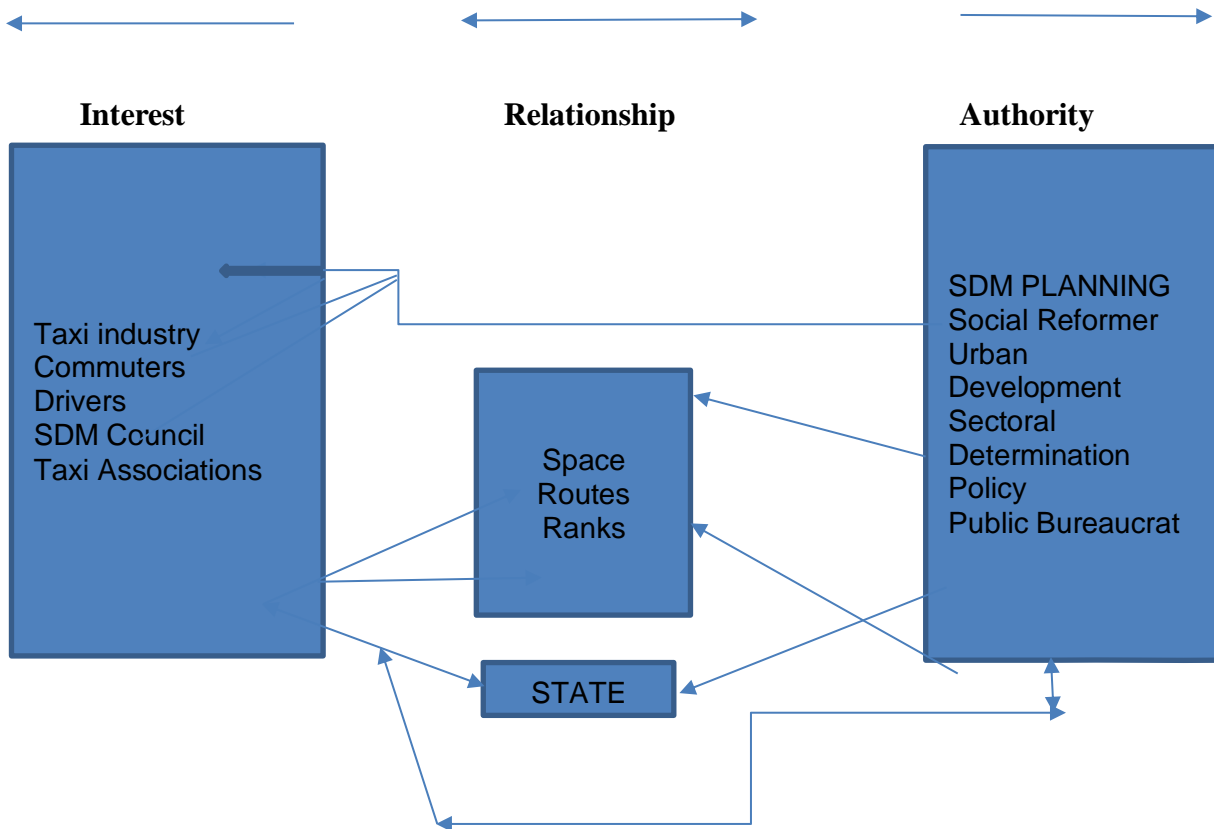 Interest
Relationship
Authority
Taxi industry
Commuters
Drivers
SDM Council
Taxi Associations
Space
Routes
Ranks
STATE
SDM PLANNING
Social Reformer
Urban
Development
Sectoral
Determination
Policy
Public Bureaucrat